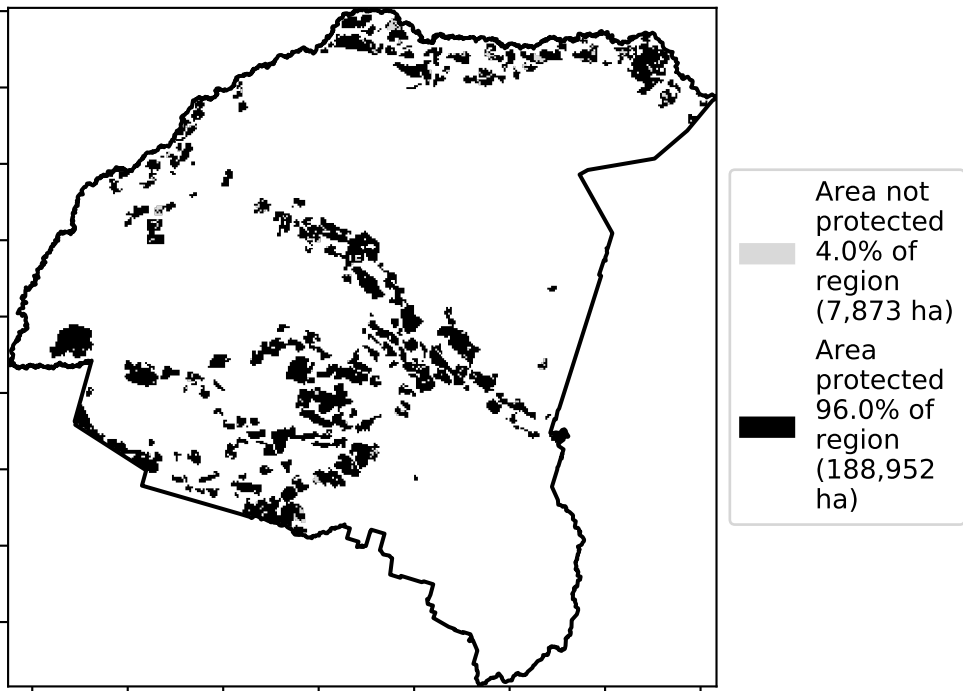 Area not
protected
4.0% of
region
(7,873 ha)
Area
protected
96.0% of
region
(188,952
ha)